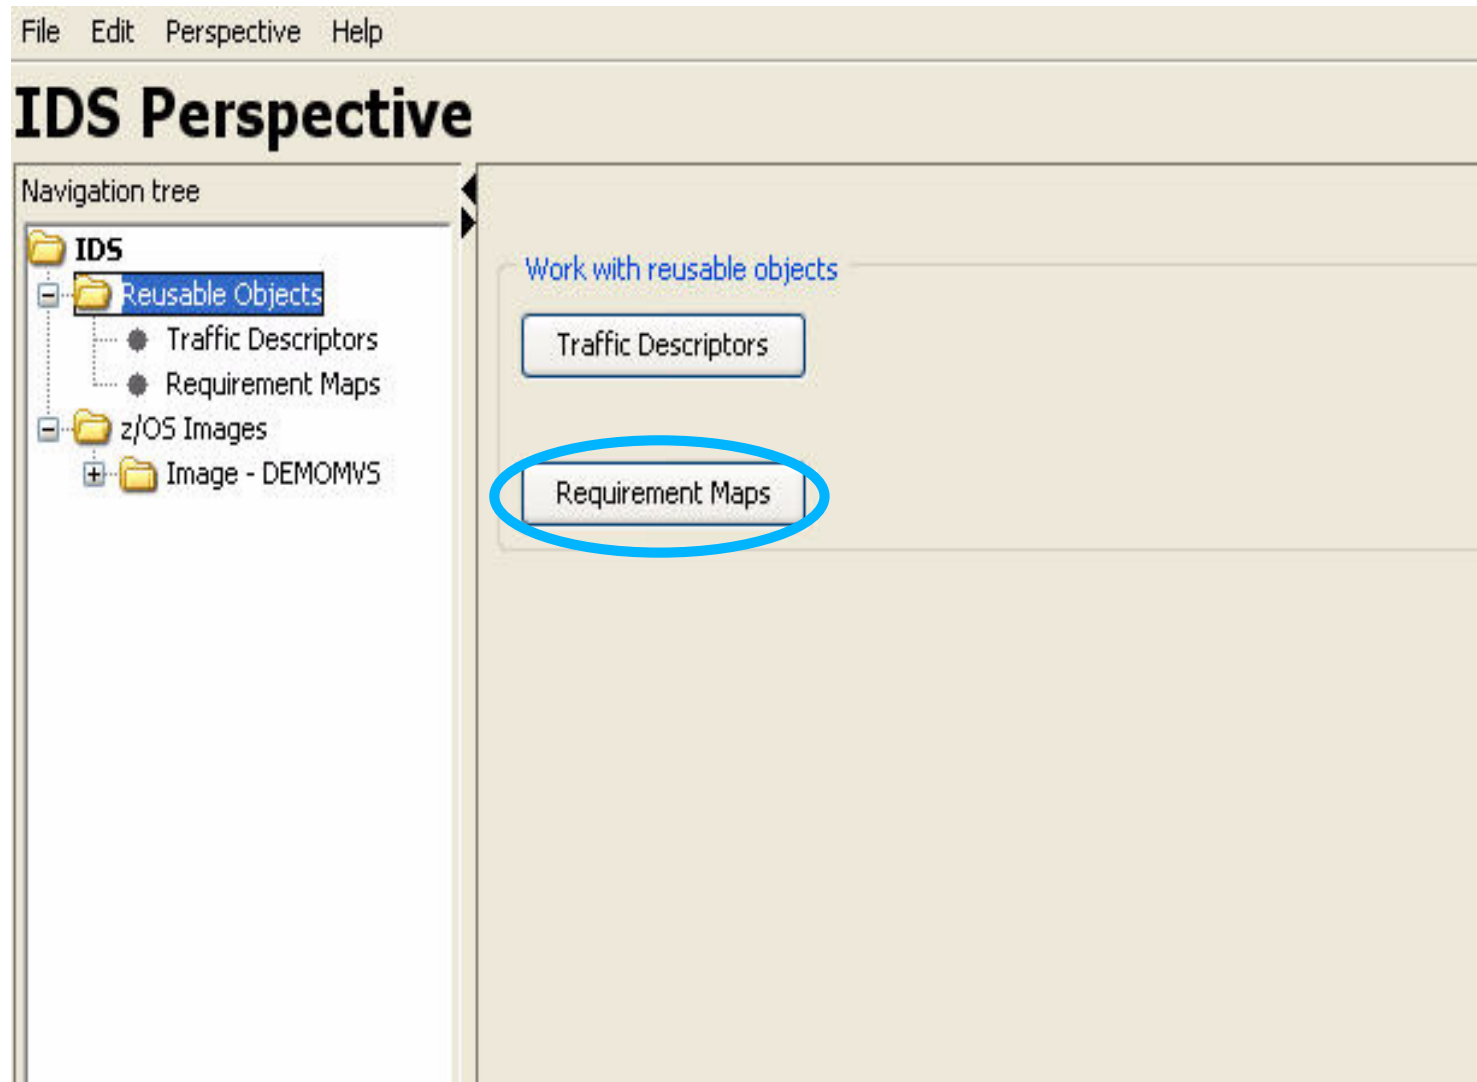 File Edit Perspective Help
IDS Perspective
Navigation tree
IDS
Reusable Objects
Traffic Descriptors
Requirement Maps
z/OS Images
Image - DEMOMVS
Work with reusable objects
Traffic Descriptors
Requirement Maps